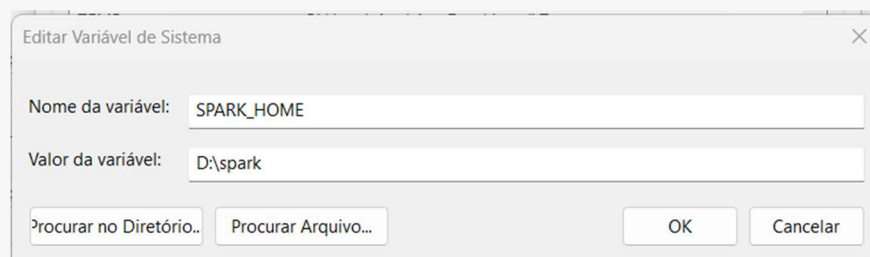 Editar Variável de Sistema
Nome da variável: SPARK_HOME
Valor da variável: D:\spark
Procurar no Diretório... Procurar Arquivo... OK Cancelar